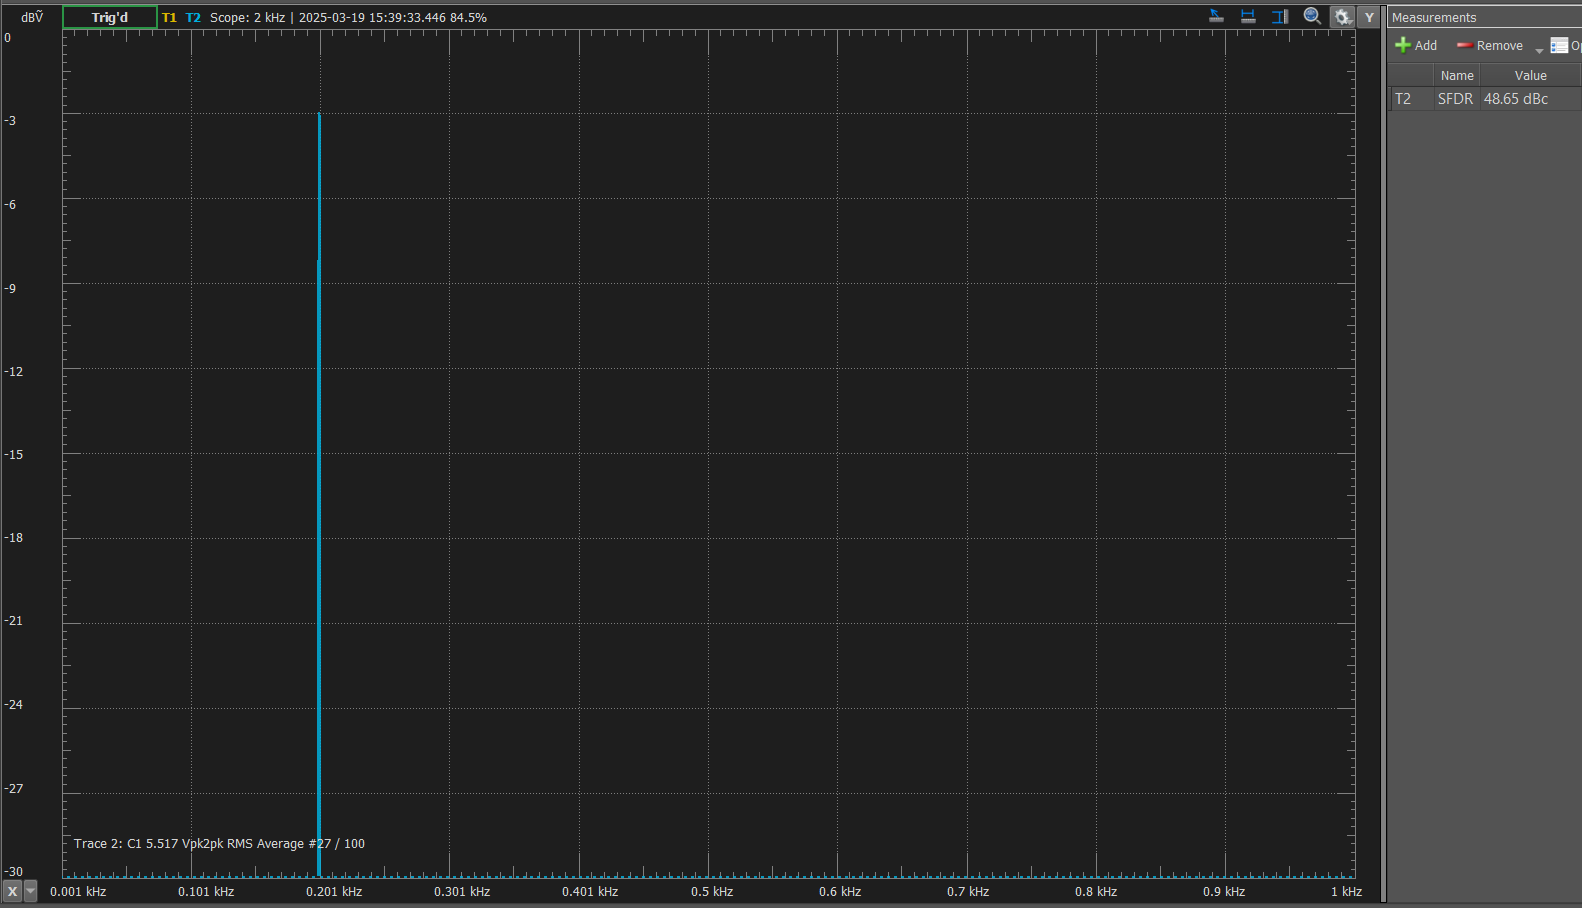 dBṼ Trig'd T1 T2 Scope: 2 kHz | 2025-03-19 15:39:33.446 84.5% Y
Measurements
Add Remove Op
Name Value
T2 SFDR 48.65 dBc
0
-3
-6
-9
-12
-15
-18
-21
-24
-27
-30
Trace 2: C1 5.517 Vpk2pk RMS Average #27 / 100
X 0.001 kHz 0.101 kHz 0.201 kHz 0.301 kHz 0.401 kHz 0.5 kHz 0.6 kHz 0.7 kHz 0.8 kHz 0.9 kHz 1 kHz